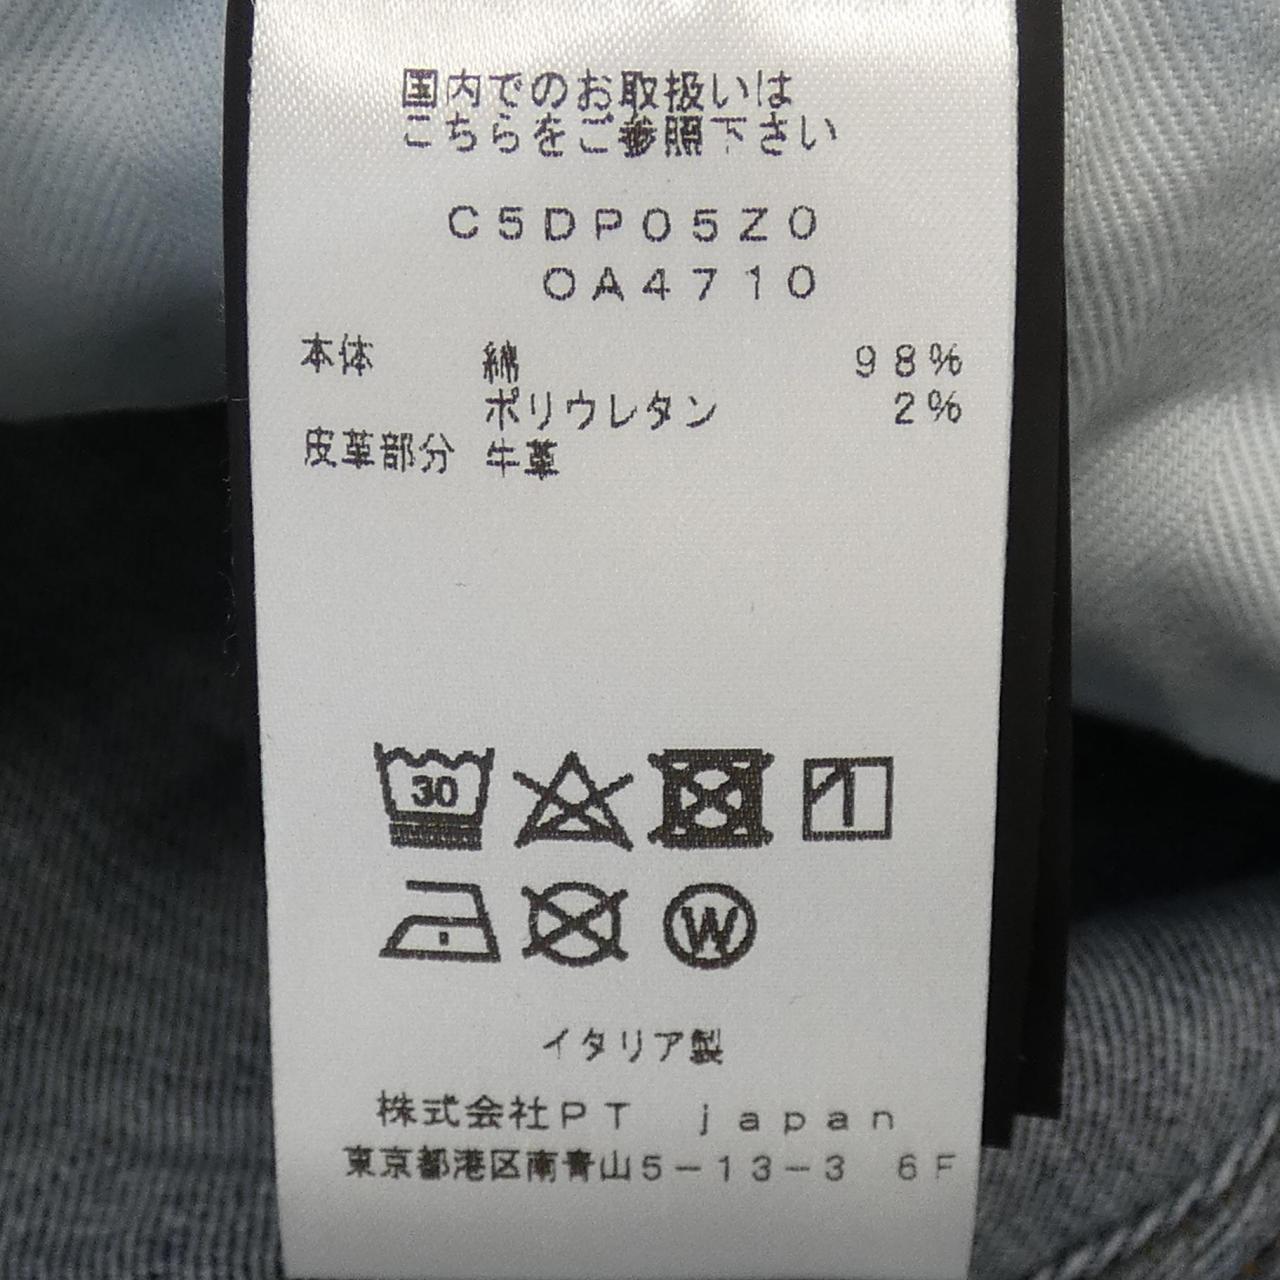 国内でのお取扱いは
こちらをご参照下さい
C5DP05Z0
OA4710
本体 綿 98%
ポリウレタン 2%
皮革部分 牛革
30
W
イタリア製
株式会社PT japan
東京都港区南青山5-13-3 6F